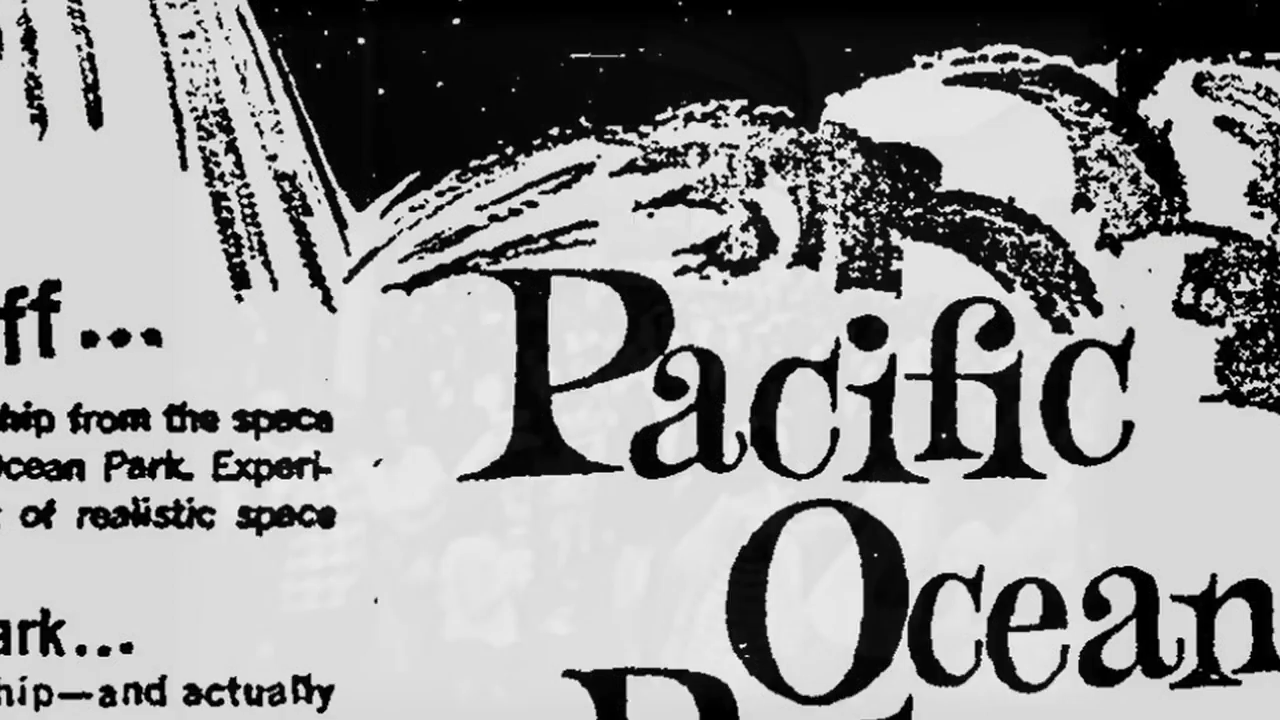 ff...
hip from the space
Ocean Park. Experi-
of realistic space
ark...
hip—and actually
Pacific
Ocean
P